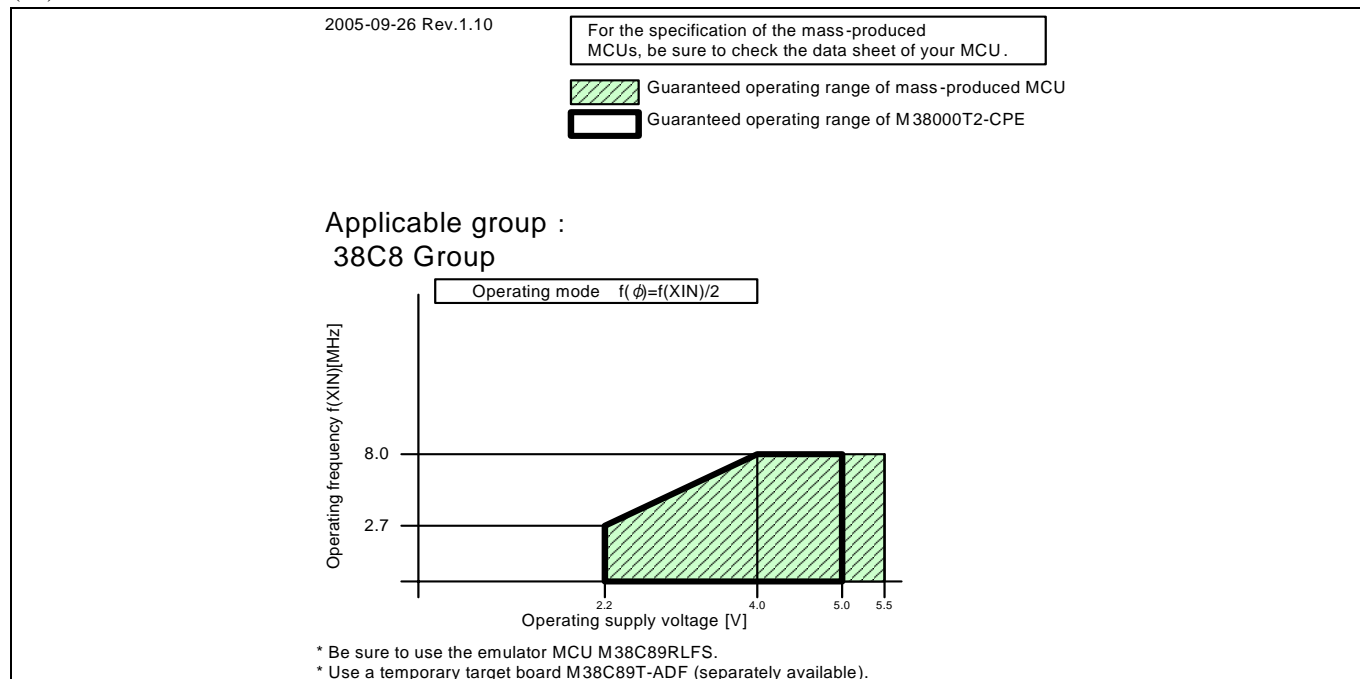 2005-09-26 Rev.1.10
For the specification of the mass-produced
MCUs, be sure to check the data sheet of your MCU.
Guaranteed operating range of mass-produced MCU
Guaranteed operating range of M38000T2-CPE
Applicable group :
38C8 Group
Operating mode f(ϕ)=f(XIN)/2
Operating frequency f(XIN)[MHz]
8.0
2.7
2.2 4.0 5.0 5.5
Operating supply voltage [V]
* Be sure to use the emulator MCU M38C89RLFS.
* Use a temporary target board M38C89T-ADF (separately available).